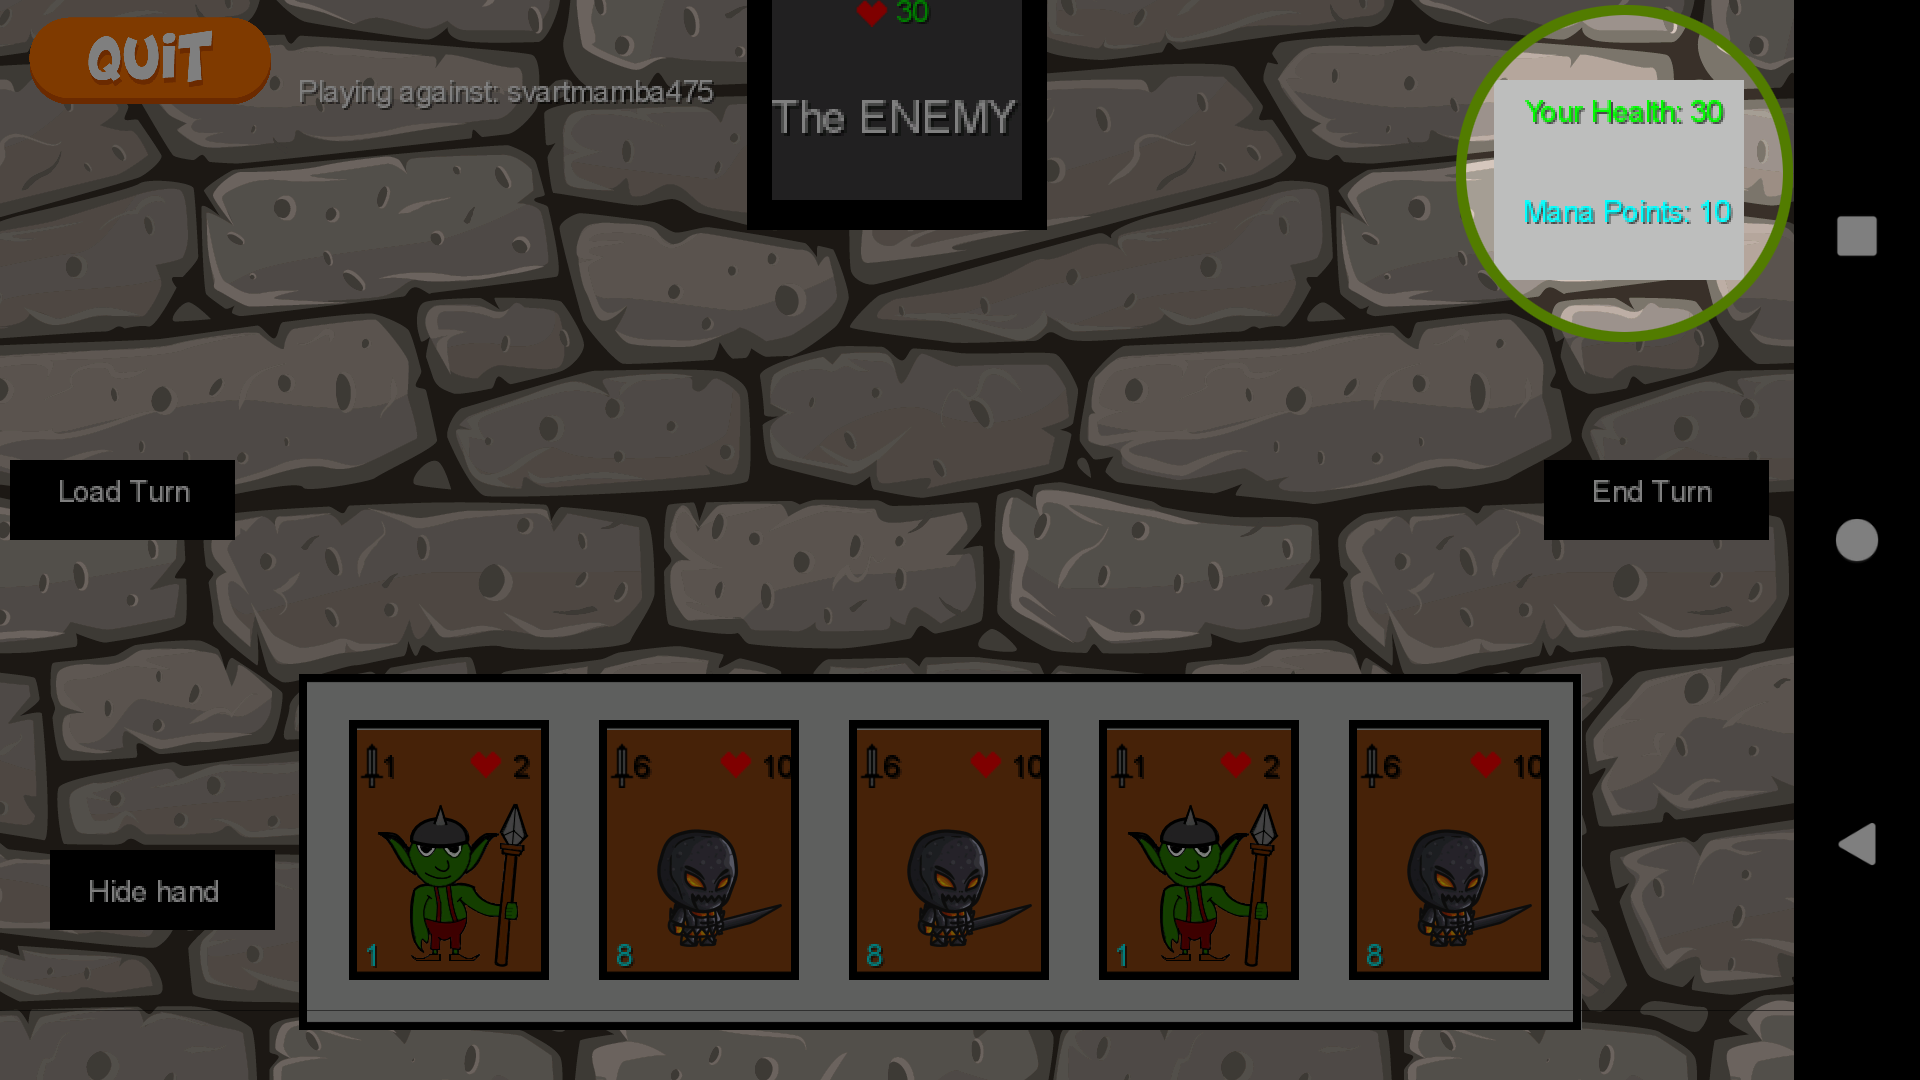 QUiT
Playing against: svartmamba475
30
The ENEMY
Your Health: 30
Mana Points: 10
Load Turn
End Turn
1 2
6 10
6 10
1 2
6 10
1
8
8
1
8
Hide hand